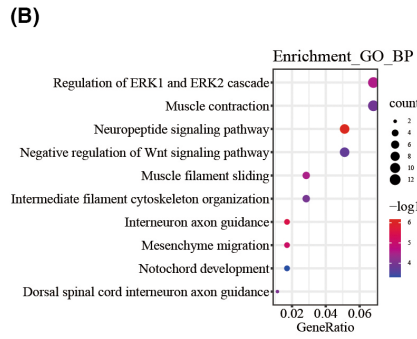 (B)
Enrichment_GO_BP
Regulation of ERK1 and ERK2 cascade
Muscle contraction
Neuropeptide signaling pathway
Negative regulation of Wnt signaling pathway
Muscle filament sliding
Intermediate filament cytoskeleton organization
Interneuron axon guidance
Mesenchyme migration
Notochord development
Dorsal spinal cord interneuron axon guidance
0.02 0.04 0.06
GeneRatio
count
2
4
6
8
10
12
6
5
4